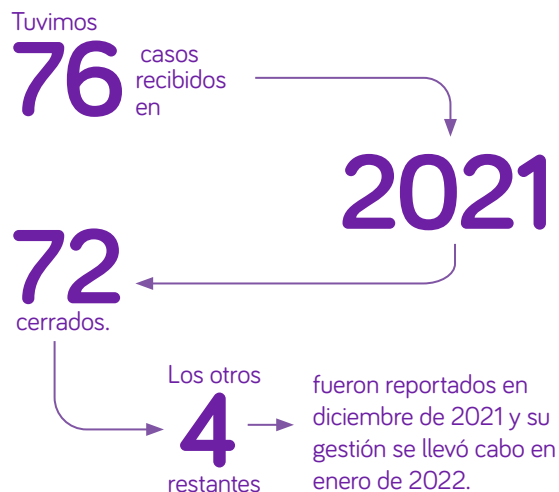 Tuvimos
76 casos
recibidos
en
2021
72
cerrados.
Los otros
4
restantes
fueron reportados en
diciembre de 2021 y su
gestión se llevó cabo en
enero de 2022.